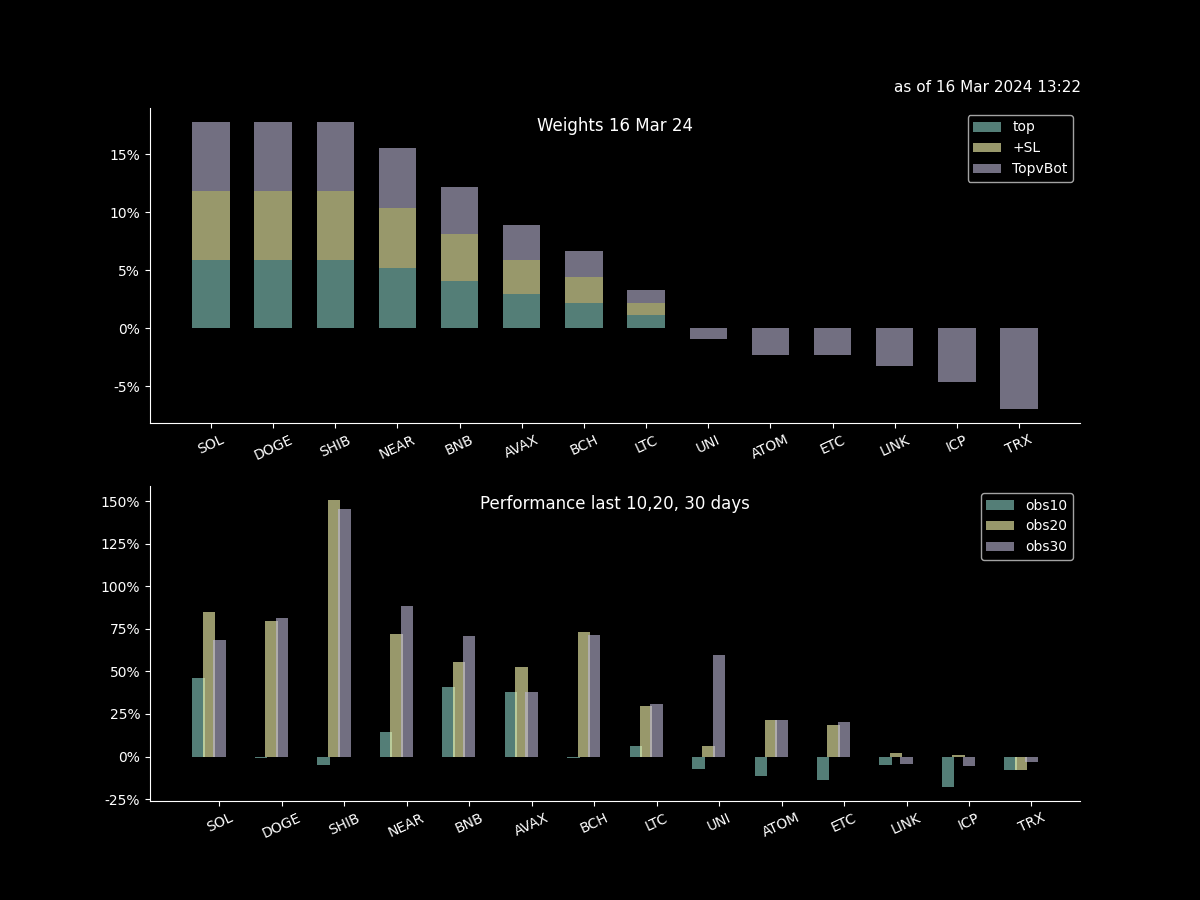 as of 16 Mar 2024 13:22
Weights 16 Mar 24
top
+SL
TopvBot
15%
10%
5%
0%
-5%
SOL DOGE SHIB NEAR BNB AVAX BCH LTC UNI ATOM ETC LINK ICP TRX
Performance last 10,20, 30 days
obs10
obs20
obs30
150%
125%
100%
75%
50%
25%
0%
-25%
SOL DOGE SHIB NEAR BNB AVAX BCH LTC UNI ATOM ETC LINK ICP TRX